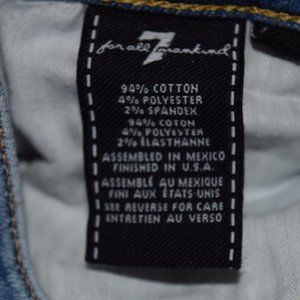 7
for all mankind
94% COTTON
4% POLYESTER
2% SPANDEX
94% COTON
4% POLYESTER
2% ÉLASTHANNE
ASSEMBLED IN MEXICO
FINISHED IN U.S.A.
ASSEMBLÉ AU MEXIQUE
FINI AUX ÉTATS-UNIS
SEE REVERSE FOR CARE
ENTRETIEN AU VERSO